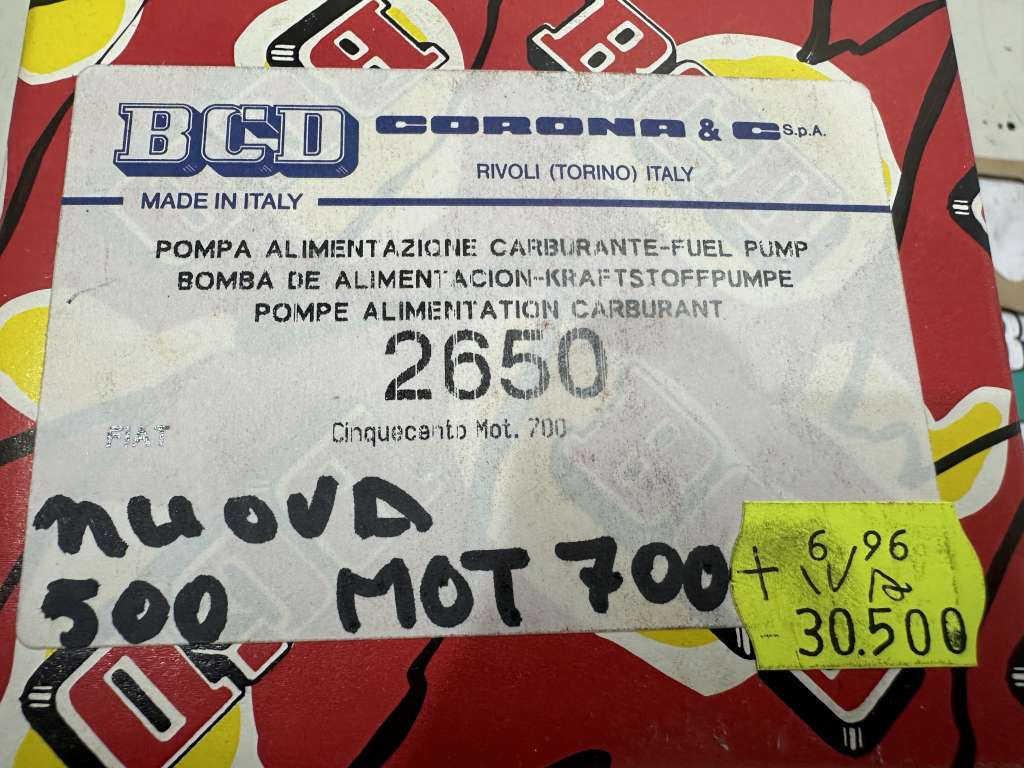 BCD CORONA & C S.p.A.
RIVOLI (TORINO) ITALY
MADE IN ITALY
POMPA ALIMENTAZIONE CARBURANTE-FUEL PUMP
BOMBA DE ALIMENTACION-KRAFTSTOFFPUMPE
POMPE ALIMENTATION CARBURANT
2650
FIAT Cinquecento Mot. 700
nuova
500 MOT 700
6 96
+ IVA
30.500